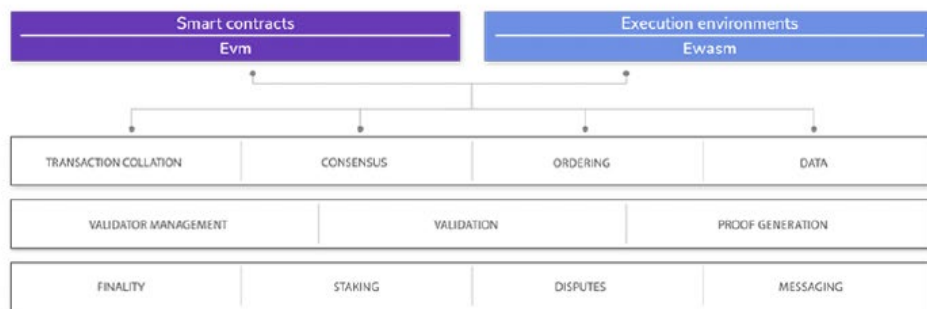 Smart contracts
Evm
Execution environments
Ewasm
TRANSACTION COLLATION
CONSENSUS
ORDERING
DATA
VALIDATOR MANAGEMENT
VALIDATION
PROOF GENERATION
FINALITY
STAKING
DISPUTES
MESSAGING